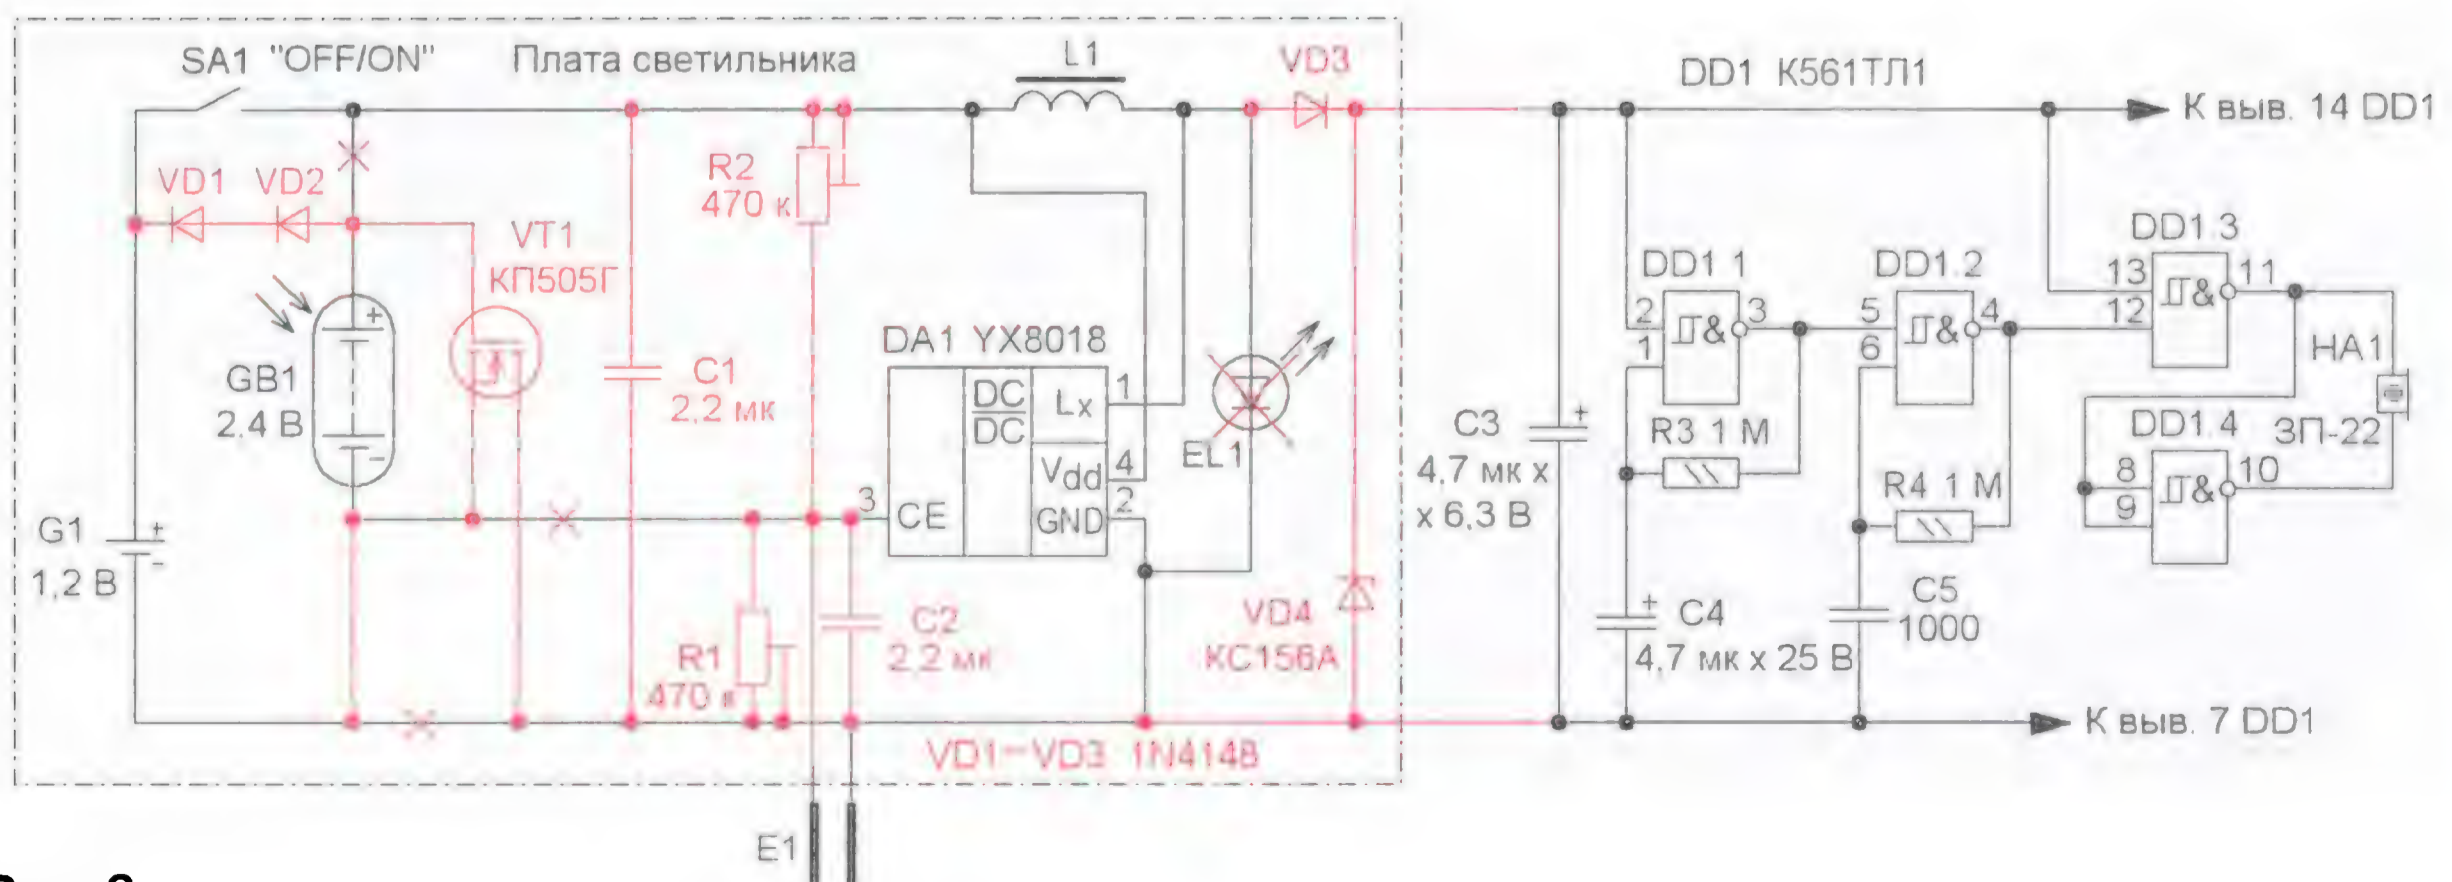 SA1 "OFF/ON"
Плата светильника
L1
VD3
DD1 К561ТЛ1
К выв. 14 DD1
VD1
VD2
VT1
КП505Г
R2
470 к
GB1
2,4 В
C1
2,2 мк
DA1 YX8018
DC
DC
Lx
1
Vdd
4
2
GND
3
CE
EL1
G1
+
-
1,2 В
+
-
R1
470 к
C2
2,2 мк
VD4
КС156А
VD1-VD3 1N4148
E1
C3
+
4,7 мк х
х 6,3 В
DD1.1
2
1
&
3
R3 1 М
C4
+
4,7 мк х 25 В
DD1.2
5
6
&
4
R4 1 М
C5
1000
DD1.3
13
12
&
11
HA1
ЗП-22
DD1.4
8
9
&
10
К выв. 7 DD1